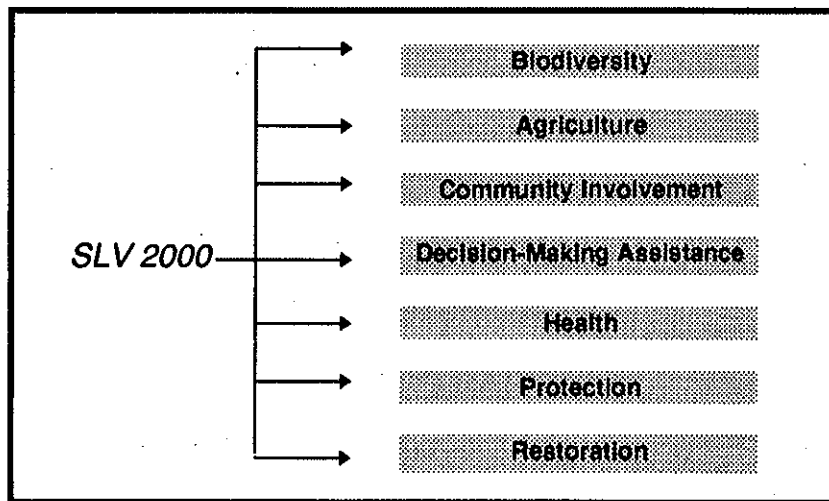 Biodiversity
Agriculture
Community Involvement
SLV 2000
Decision-Making Assistance
Health
Protection
Restoration